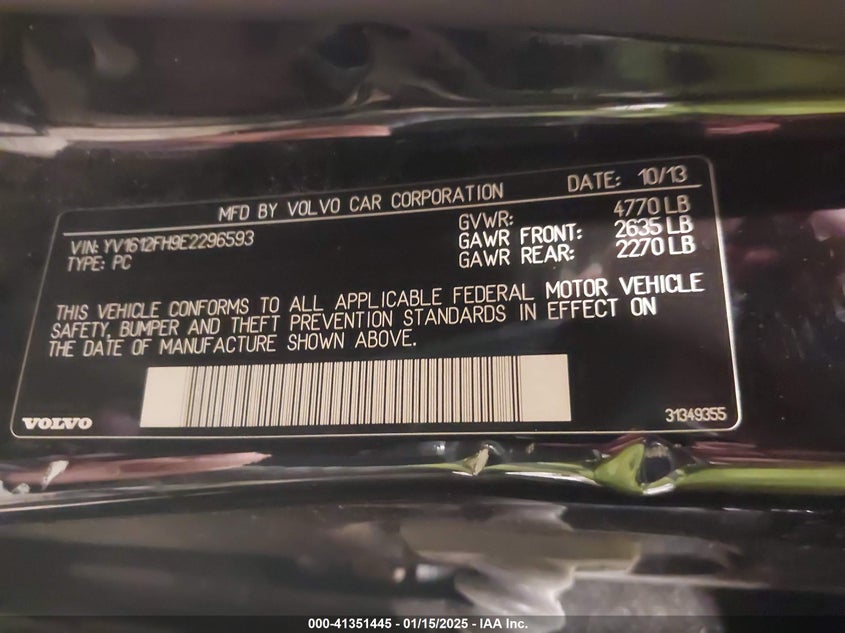 MFD BY VOLVO CAR CORPORATION DATE: 10/13
VIN: YV1612FH9E2296593 GVWR: 4770 LB
TYPE: PC GAWR FRONT: 2635 LB
GAWR REAR: 2270 LB
THIS VEHICLE CONFORMS TO ALL APPLICABLE FEDERAL MOTOR VEHICLE
SAFETY, BUMPER AND THEFT PREVENTION STANDARDS IN EFFECT ON
THE DATE OF MANUFACTURE SHOWN ABOVE.
VOLVO 31349355
000-41351445 - 01/15/2025 - IAA Inc.